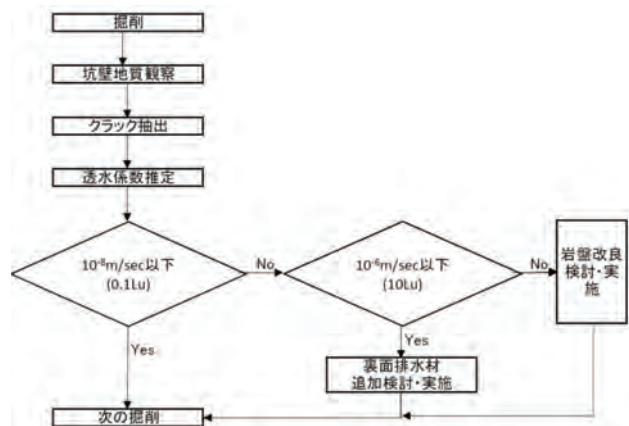 掘削
坑壁地質観察
クラック抽出
透水係数推定
10⁻⁸m/sec以下
(0.1Lu)
No
10⁻⁶m/sec以下
(10Lu)
No
岩盤改良
検討・実
施
Yes
Yes
裏面排水材
追加検討・実施
次の掘削